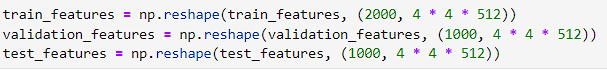 train_features = np.reshape(train_features, (2000, 4 * 4 * 512))
validation_features = np.reshape(validation_features, (1000, 4 * 4 * 512))
test_features = np.reshape(test_features, (1000, 4 * 4 * 512))